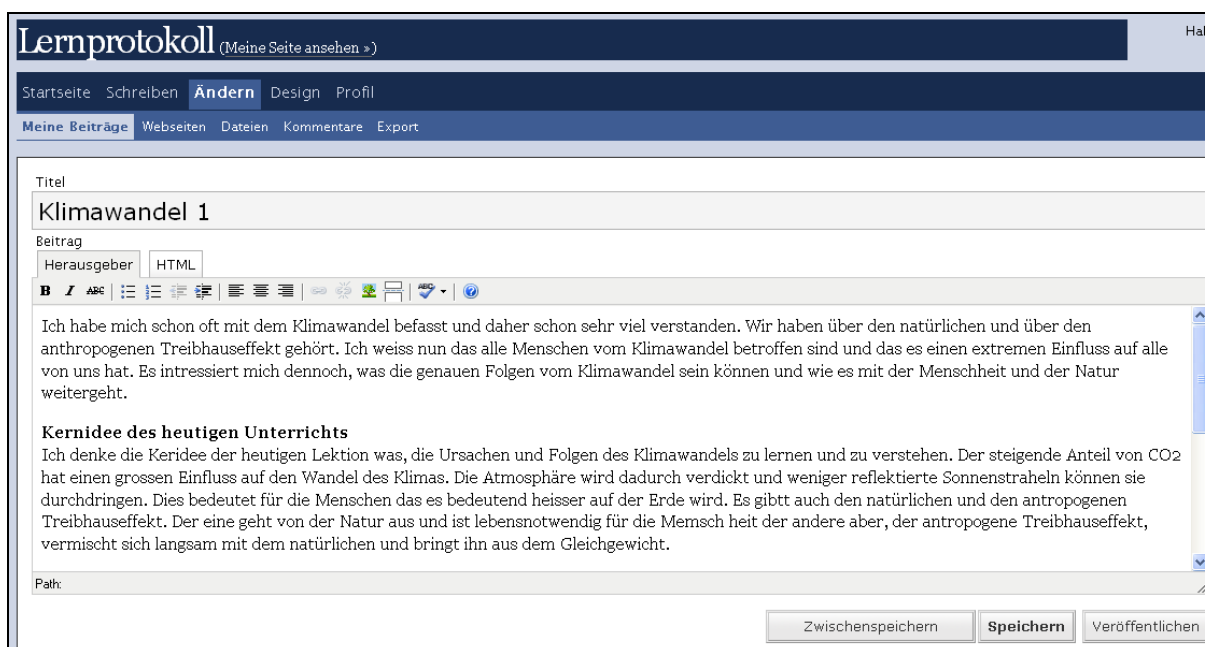 Lernprotokoll (Meine Seite ansehen »)
Startseite Schreiben Ändern Design Profil
Meine Beiträge Webseiten Dateien Kommentare Export
Titel
Klimawandel 1
Beitrag
Herausgeber HTML
B I ABC ABC
Ich habe mich schon oft mit dem Klimawandel befasst und daher schon sehr viel verstanden. Wir haben über den natürlichen und über den
anthropogenen Treibhauseffekt gehört. Ich weiss nun das alle Menschen vom Klimawandel betroffen sind und das es einen extremen Einfluss auf alle
von uns hat. Es intressiert mich dennoch, was die genauen Folgen vom Klimawandel sein können und wie es mit der Menschheit und der Natur
weitergeht.
Kernidee des heutigen Unterrichts
Ich denke die Keridee der heutigen Lektion was, die Ursachen und Folgen des Klimawandels zu lernen und zu verstehen. Der steigende Anteil von CO2
hat einen grossen Einfluss auf den Wandel des Klimas. Die Atmosphäre wird dadurch verdickt und weniger reflektierte Sonnenstraheln können sie
durchdringen. Dies bedeutet für die Menschen das es bedeutend heisser auf der Erde wird. Es gibtt auch den natürlichen und den antropogenen
Treibhauseffekt. Der eine geht von der Natur aus und ist lebensnotwendig für die Memsch heit der andere aber, der antropogene Treibhauseffekt,
vermischt sich langsam mit dem natürlichen und bringt ihn aus dem Gleichgewicht.
Path:
Zwischenspeichern Speichern Veröffentlichen